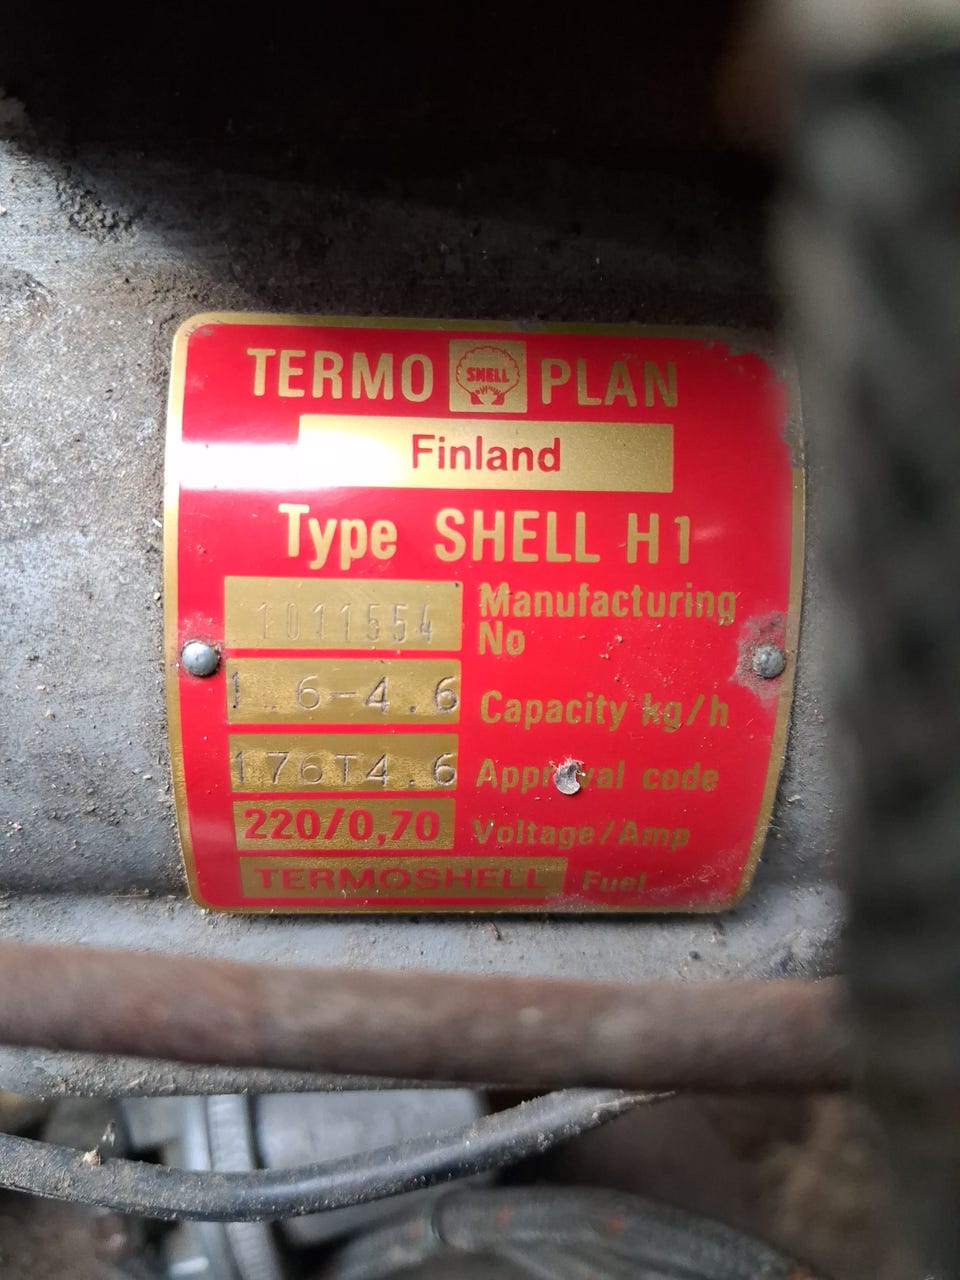 TERMO SHELL PLAN
Finland
Type SHELL H1
1011554 Manufacturing No
1.6-4.6 Capacity kg/h
176T4.6 Approval code
220/0,70 Voltage/Amp
TERMOSHELL Fuel